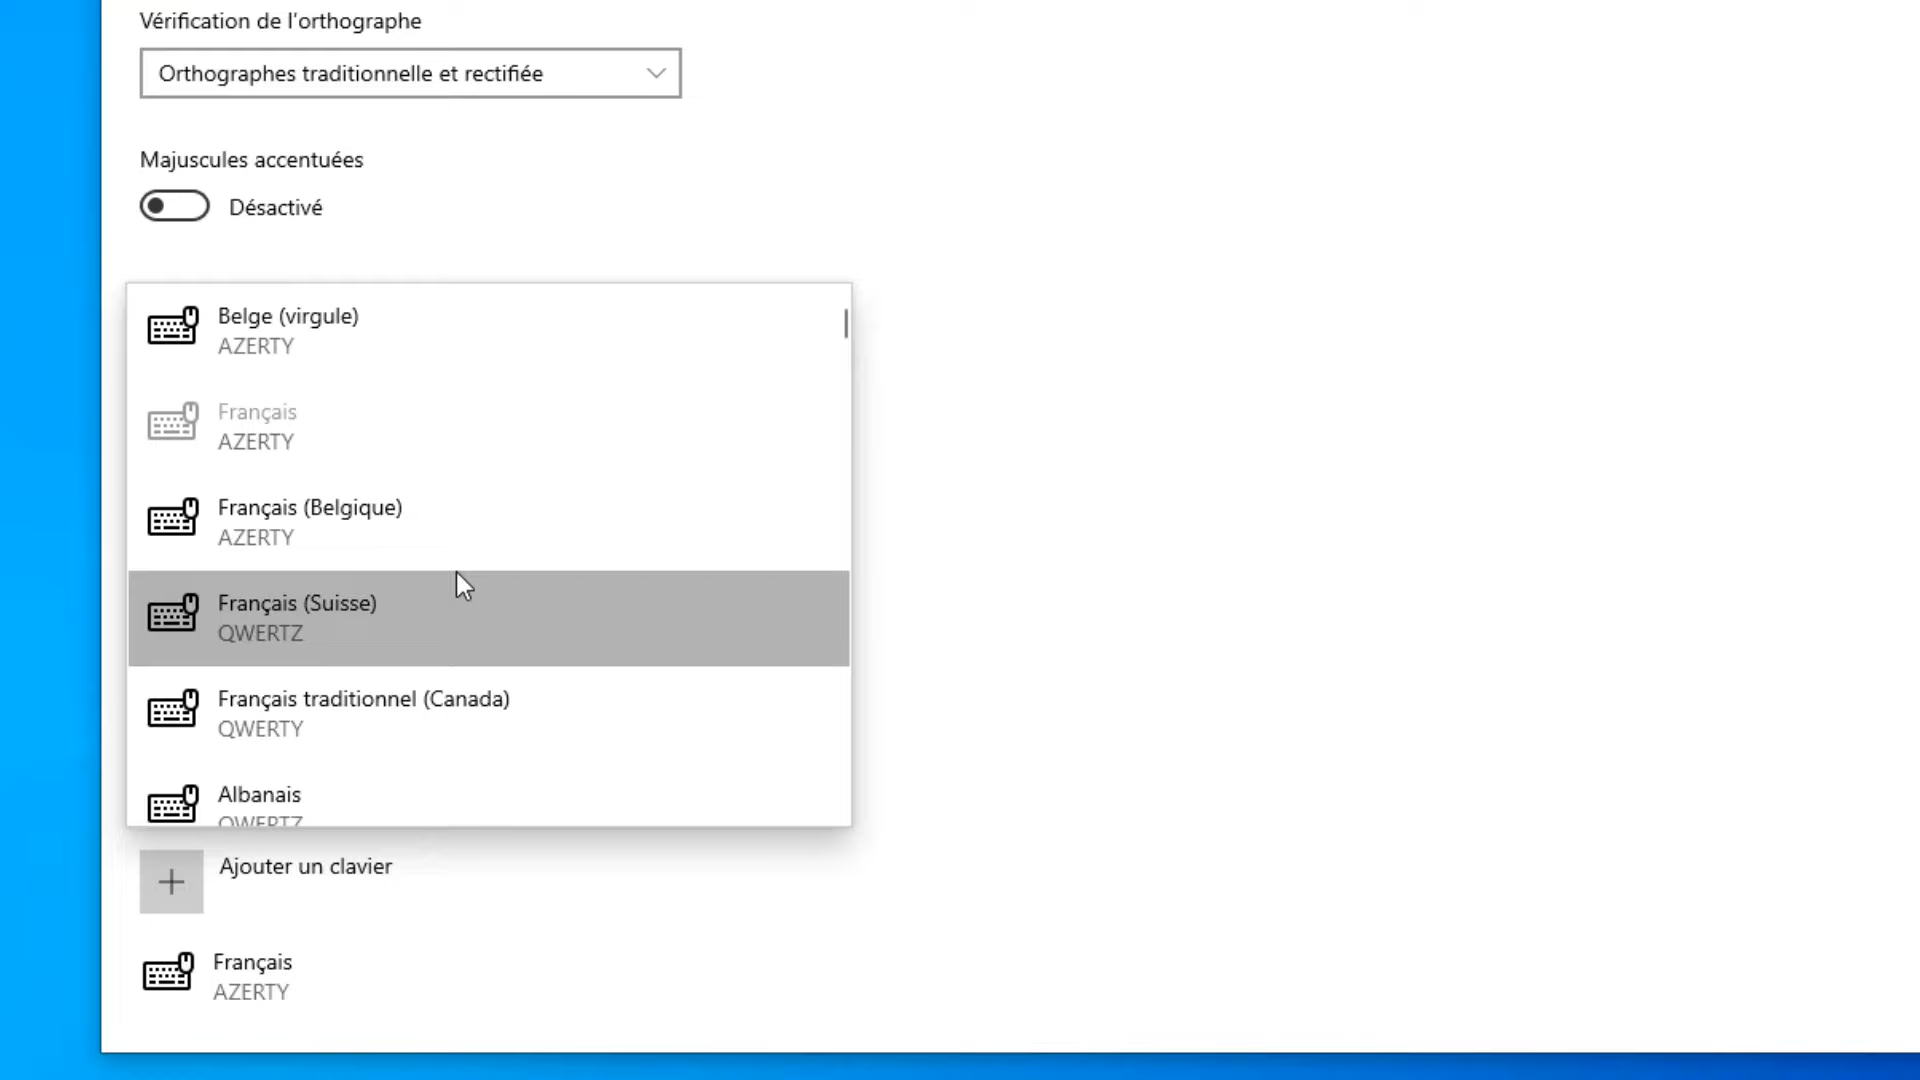 Vérification de l'orthographe
Orthographes traditionnelle et rectifiée
Majuscules accentuées
Désactivé
Belge (virgule)
AZERTY
Français
AZERTY
Français (Belgique)
AZERTY
Français (Suisse)
QWERTZ
Français traditionnel (Canada)
QWERTY
Albanais
QWERTZ
Ajouter un clavier
Français
AZERTY